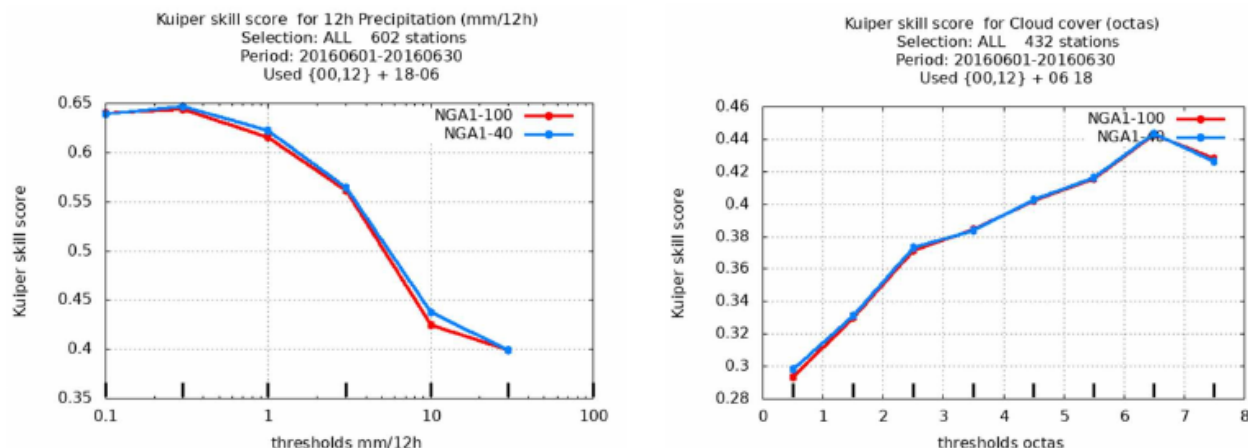 Kuiper skill score for 12h Precipitation (mm/12h)
Selection: ALL 602 stations
Period: 20160601-20160630
Used {00,12} + 18-06
NGA1-100
NGA1-40
Kuiper skill score
0.65
0.6
0.55
0.5
0.45
0.4
0.35
0.1
1
10
100
thresholds mm/12h
Kuiper skill score for Cloud cover (octas)
Selection: ALL 432 stations
Period: 20160601-20160630
Used {00,12} + 06 18
NGA1-100
NGA1-40
Kuiper skill score
0.46
0.44
0.42
0.4
0.38
0.36
0.34
0.32
0.3
0.28
0
1
2
3
4
5
6
7
8
thresholds octas